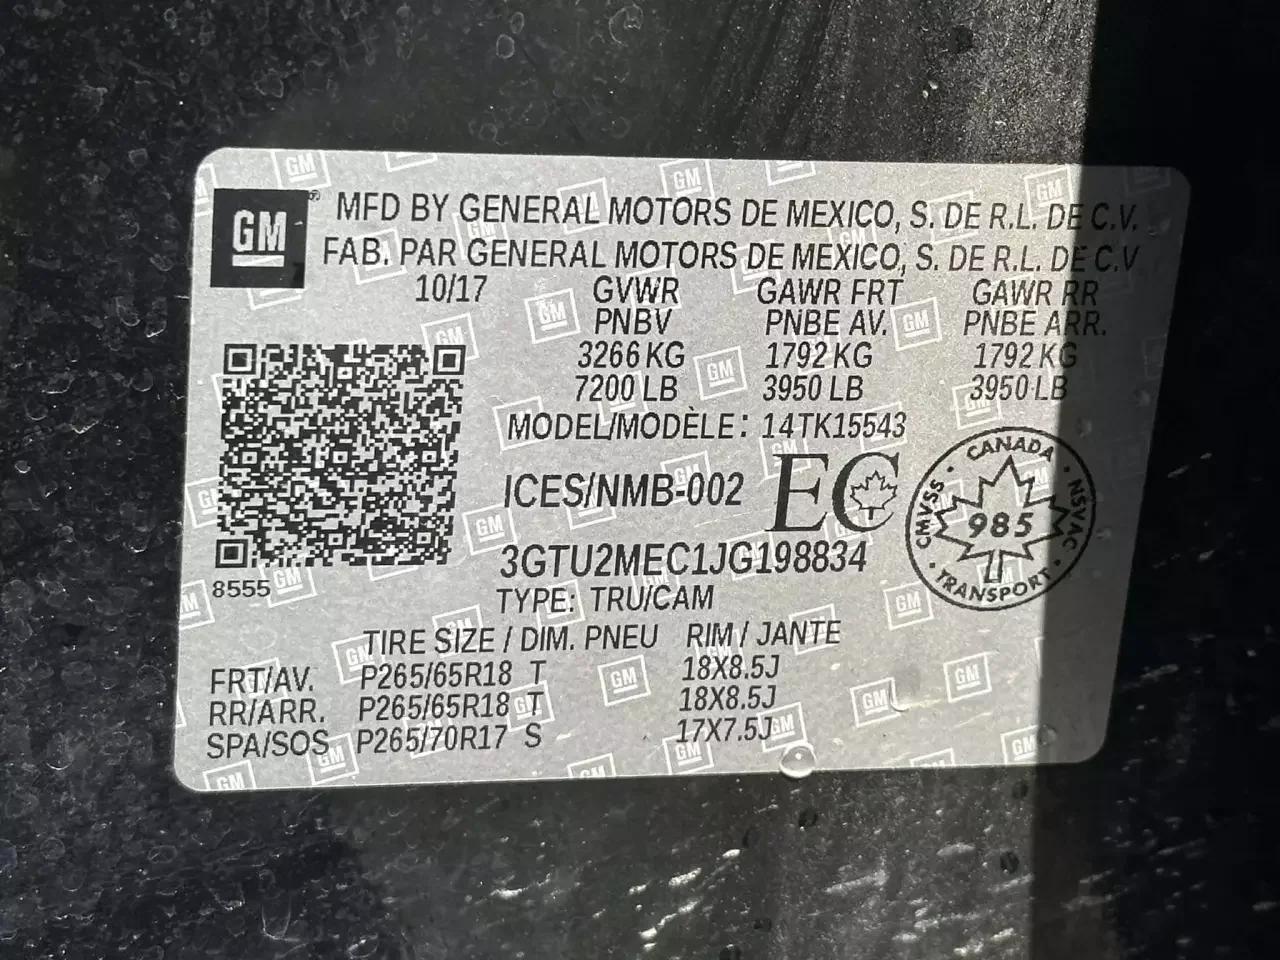 GM® MFD BY GENERAL MOTORS DE MEXICO, S. DE R.L. DE C.V.
FAB. PAR GENERAL MOTORS DE MEXICO, S. DE R.L. DE C.V
10/17 GVWR GAWR FRT GAWR RR
PNBV PNBE AV. PNBE ARR.
3266 KG 1792 KG 1792 KG
7200 LB 3950 LB 3950 LB
MODEL/MODÈLE: 14TK15543
ICES/NMB-002 EC
CANADA
CMVSS 985 NSVAC
TRANSPORT
3GTU2MEC1JG198834
8555
TYPE: TRU/CAM
TIRE SIZE / DIM. PNEU RIM / JANTE
FRT/AV. P265/65R18 T 18X8.5J
RR/ARR. P265/65R18 T 18X8.5J
SPA/SOS P265/70R17 S 17X7.5J